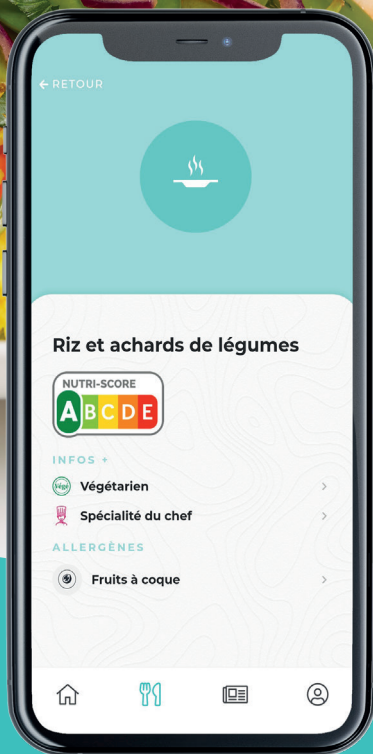 ← RETOUR
Riz et achards de légumes
NUTRI-SCORE
A B C D E
INFOS +
Végé
Végétarien
Spécialité du chef
ALLERGÈNES
Fruits à coque